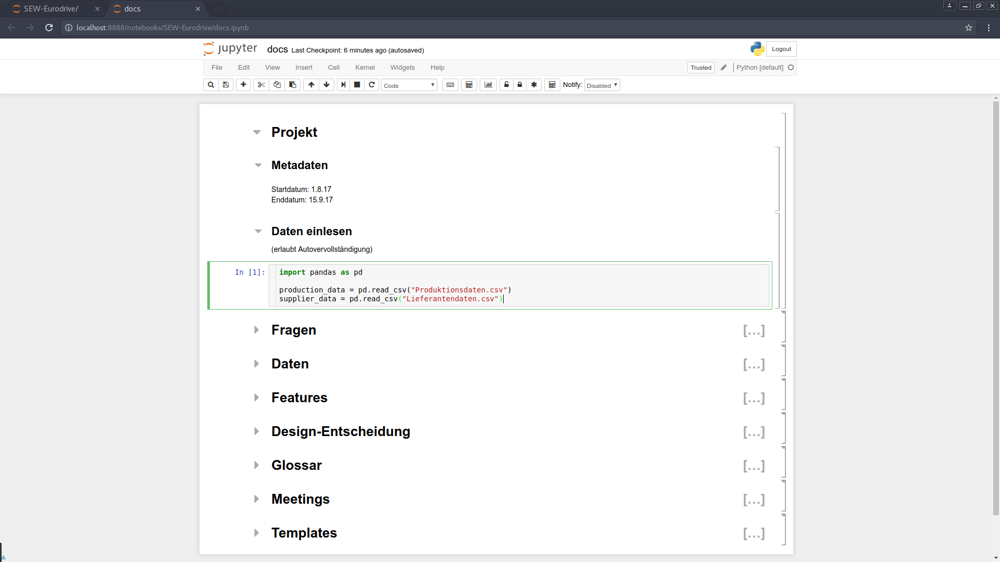 SEW-Eurodrive/
docs
localhost:8888/notebooks/SEW-Eurodrive/docs.ipynb
jupyter docs Last Checkpoint: 6 minutes ago (autosaved)
Logout
File Edit View Insert Cell Kernel Widgets Help
Trusted
Python [default]
Code
Notify: Disabled
Projekt
Metadaten
Startdatum: 1.8.17
Enddatum: 15.9.17
Daten einlesen
(erlaubt Autovervollständigung)
In [1]: import pandas as pd
production_data = pd.read_csv("Produktionsdaten.csv")
supplier_data = pd.read_csv("Lieferantendaten.csv")
Fragen [...]
Daten [...]
Features [...]
Design-Entscheidung [...]
Glossar [...]
Meetings [...]
Templates [...]